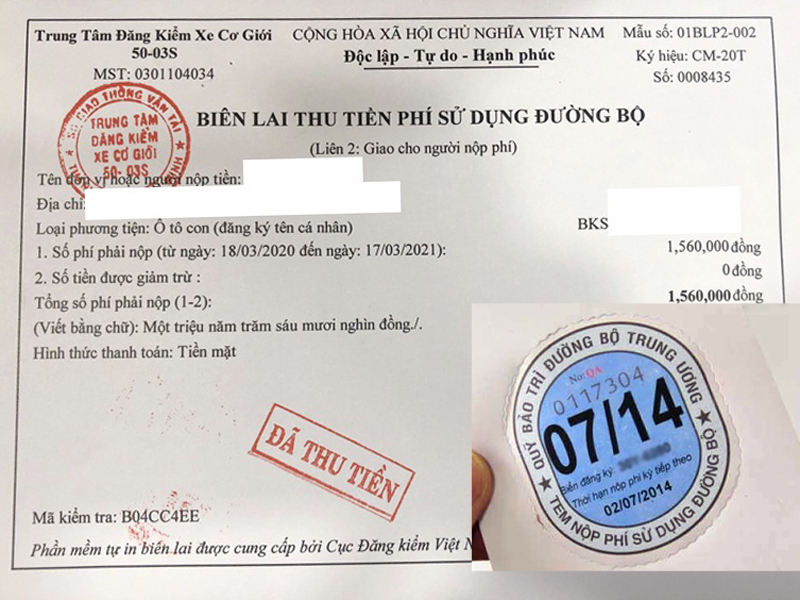 Trung Tâm Đăng Kiểm Xe Cơ Giới
50-03S
MST: 0301104034
CỘNG HÒA XÃ HỘI CHỦ NGHĨA VIỆT NAM
Độc lập - Tự do - Hạnh phúc
Mẫu số: 01BLP2-002
Ký hiệu: CM-20T
Số: 0008435
BIÊN LAI THU TIỀN PHÍ SỬ DỤNG ĐƯỜNG BỘ
(Liên 2: Giao cho người nộp phí)
GIAO THÔNG VẬN TẢI
TRUNG TÂM
ĐĂNG KIỂM
XE CƠ GIỚI
50- 03S
Tên đơn vị hoặc người nộp tiền:
Địa chỉ:
Loại phương tiện: Ô tô con (đăng ký tên cá nhân)
BKS
1. Số phí phải nộp (từ ngày: 18/03/2020 đến ngày: 17/03/2021):
1,560,000 đồng
2. Số tiền được giảm trừ :
0 đồng
Tổng số phí phải nộp (1-2):
1,560,000 đồng
(Viết bằng chữ): Một triệu năm trăm sáu mươi nghìn đồng./.
Hình thức thanh toán: Tiền mặt
ĐÃ THU TIỀN
Mã kiểm tra: B04CC4EE
Phần mềm tự in biên lai được cung cấp bởi Cục Đăng kiểm Việt
QUỸ BẢO TRÌ ĐƯỜNG BỘ TRUNG ƯƠNG
No: QA
0117304
07/14
Biển đăng ký
Thời hạn nộp phí kỳ tiếp theo
02/07/2014
TEM NỘP PHÍ SỬ DỤNG ĐƯỜNG BỘ